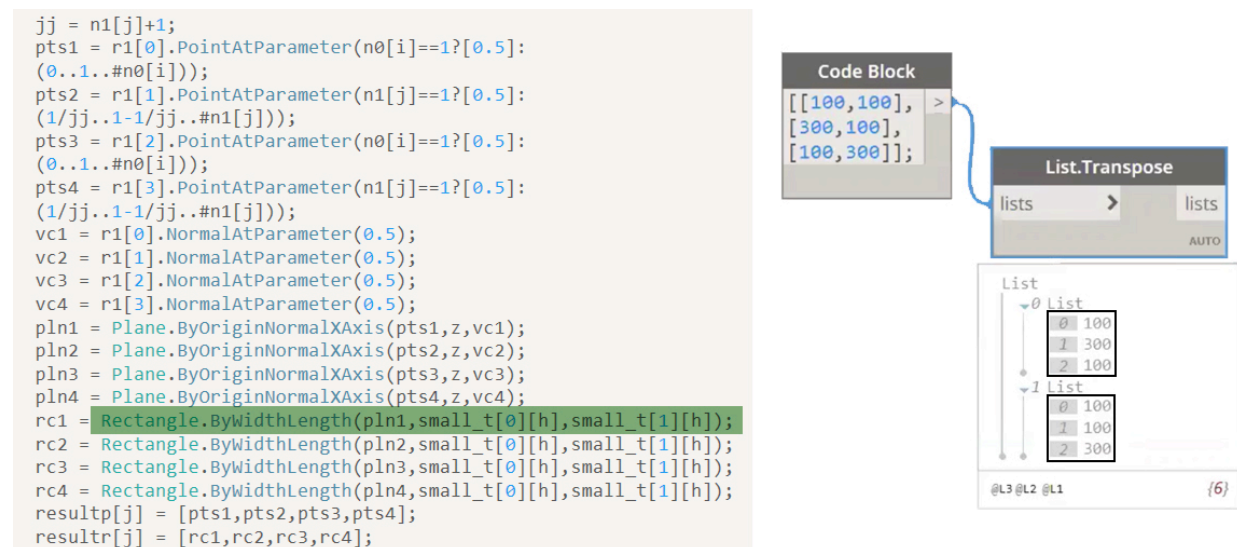 jj = n1[j]+1;
pts1 = r1[0].PointAtParameter(n0[i]==1?[0.5]:
(0..1..#n0[i]));
pts2 = r1[1].PointAtParameter(n1[j]==1?[0.5]:
(1/jj..1-1/jj..#n1[j]));
pts3 = r1[2].PointAtParameter(n0[i]==1?[0.5]:
(0..1..#n0[i]));
pts4 = r1[3].PointAtParameter(n1[j]==1?[0.5]:
(1/jj..1-1/jj..#n1[j]));
vc1 = r1[0].NormalAtParameter(0.5);
vc2 = r1[1].NormalAtParameter(0.5);
vc3 = r1[2].NormalAtParameter(0.5);
vc4 = r1[3].NormalAtParameter(0.5);
pln1 = Plane.ByOriginNormalXAxis(pts1,z,vc1);
pln2 = Plane.ByOriginNormalXAxis(pts2,z,vc2);
pln3 = Plane.ByOriginNormalXAxis(pts3,z,vc3);
pln4 = Plane.ByOriginNormalXAxis(pts4,z,vc4);
rc1 = Rectangle.ByWidthLength(pln1,small_t[0][h],small_t[1][h]);
rc2 = Rectangle.ByWidthLength(pln2,small_t[0][h],small_t[1][h]);
rc3 = Rectangle.ByWidthLength(pln3,small_t[0][h],small_t[1][h]);
rc4 = Rectangle.ByWidthLength(pln4,small_t[0][h],small_t[1][h]);
resultp[j] = [pts1,pts2,pts3,pts4];
resultr[j] = [rc1,rc2,rc3,rc4];
Code Block
[[100,100], >
[300,100],
[100,300]];
List.Transpose
lists > lists
AUTO
List
0 List
0 100
1 300
2 100
1 List
0 100
1 100
2 300
@L3 @L2 @L1 {6}